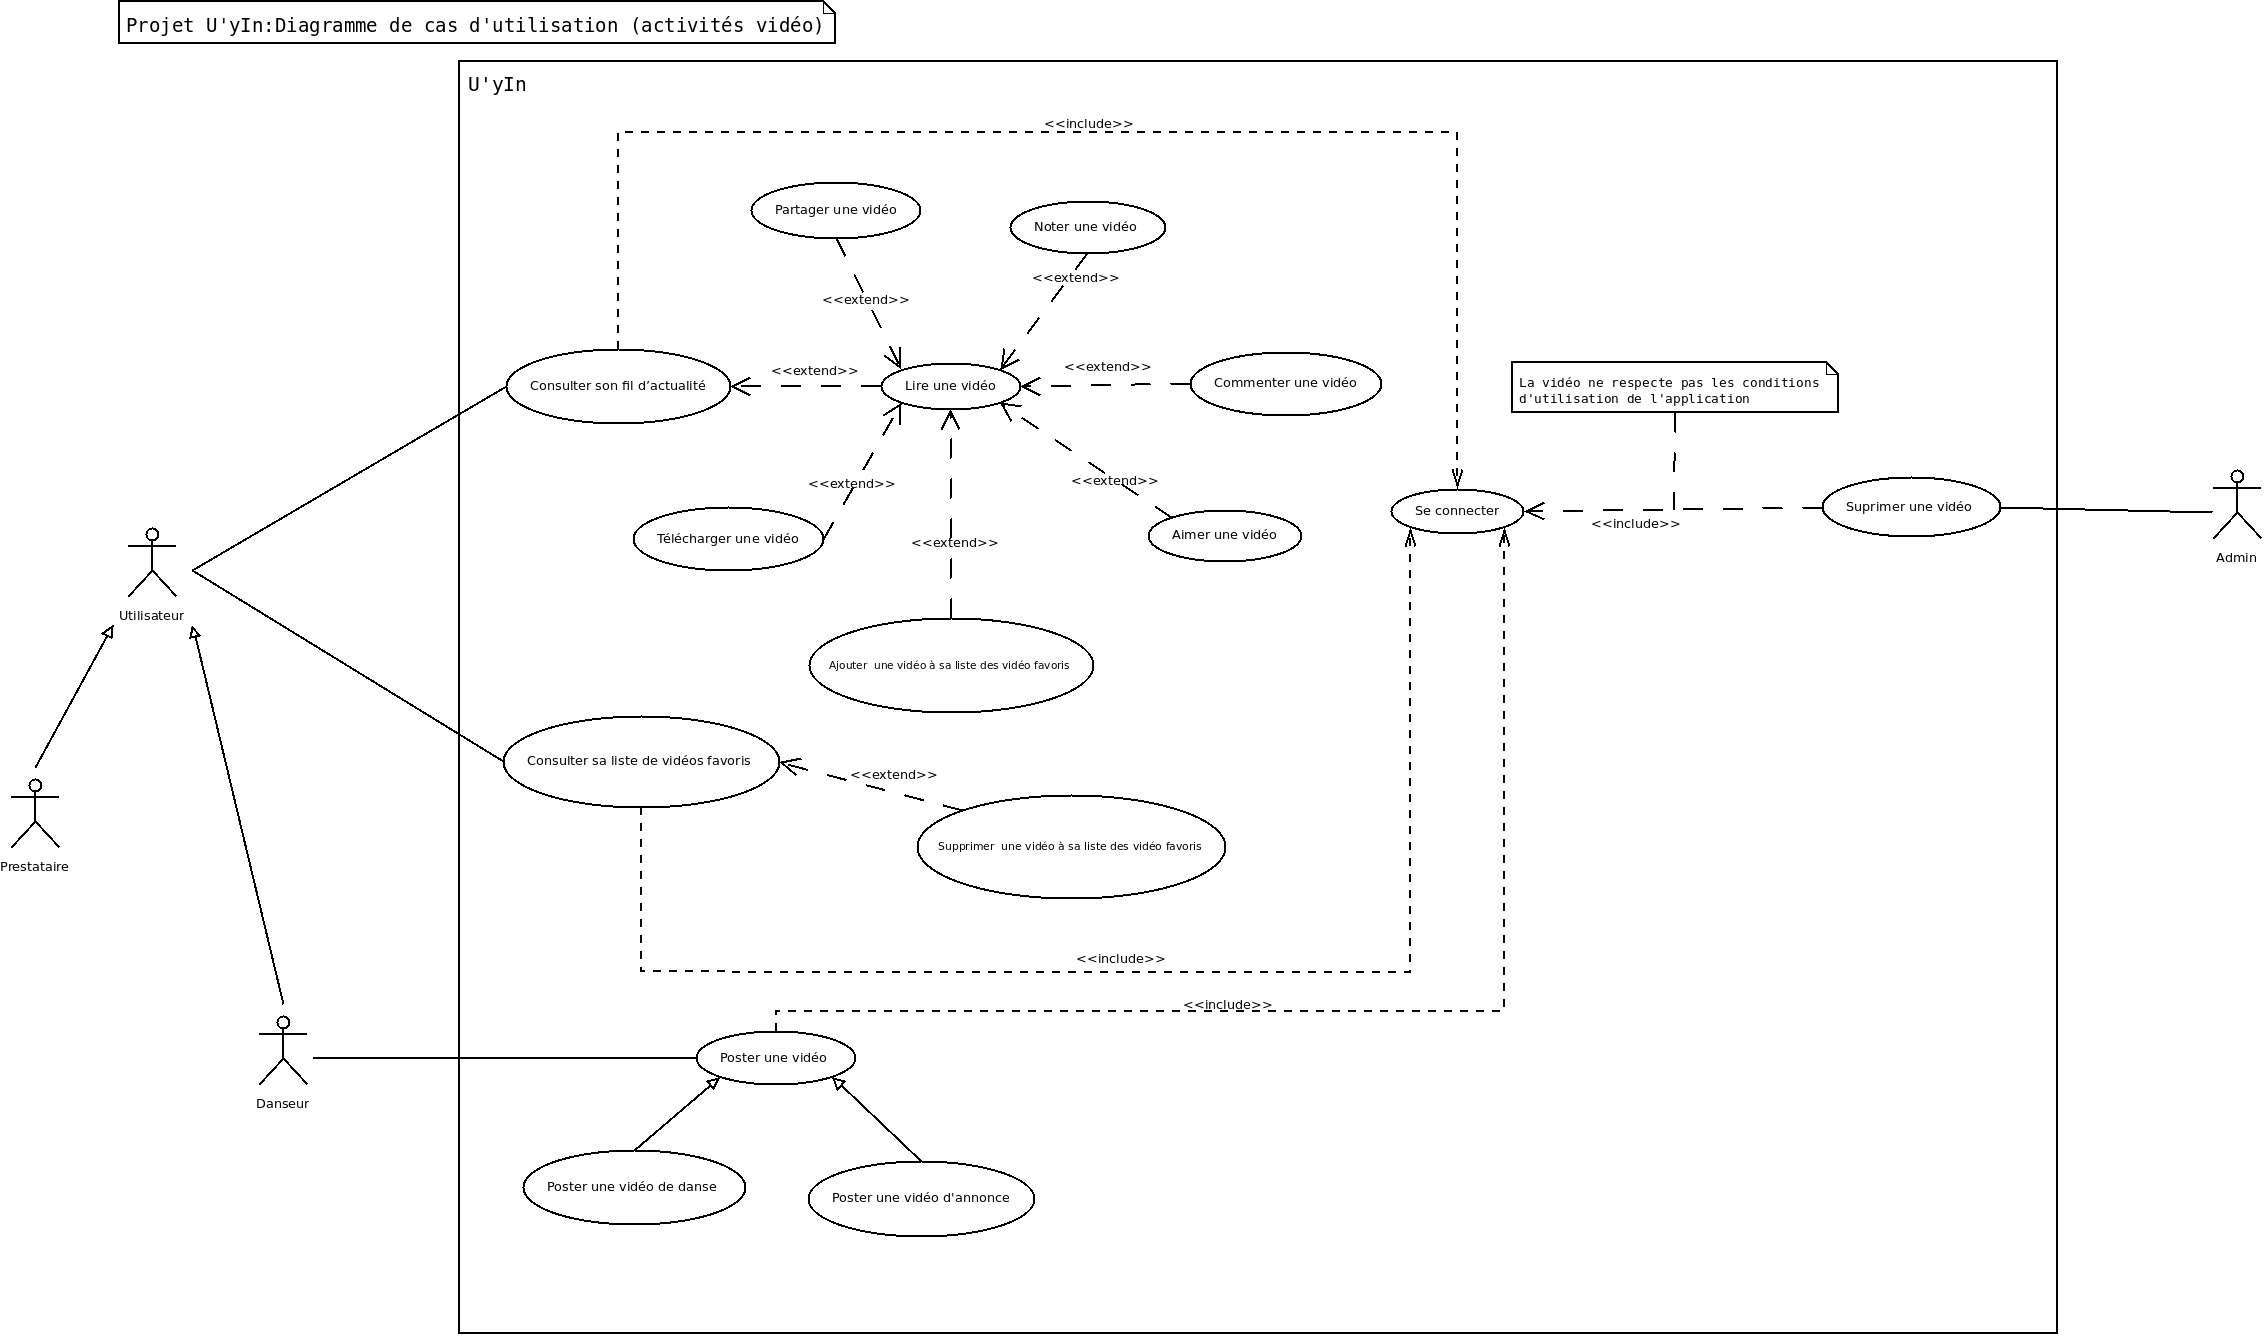 Projet U'yIn:Diagramme de cas d'utilisation (activités vidéo)
U'yIn
<<include>>
Partager une vidéo
Noter une vidéo
<<extend>>
<<extend>>
<<extend>>
<<extend>>
Consulter son fil d’actualité
Lire une vidéo
Commenter une vidéo
La vidéo ne respecte pas les conditions
d'utilisation de l'application
<<extend>>
<<extend>>
Se connecter
Suprimer une vidéo
<<include>>
Télécharger une vidéo
<<extend>>
Aimer une vidéo
Admin
Utilisateur
Ajouter  une vidéo à sa liste des vidéo favoris
Consulter sa liste de vidéos favoris
<<extend>>
Supprimer  une vidéo à sa liste des vidéo favoris
Prestataire
<<include>>
<<include>>
Poster une vidéo
Danseur
Poster une vidéo de danse
Poster une vidéo d'annonce